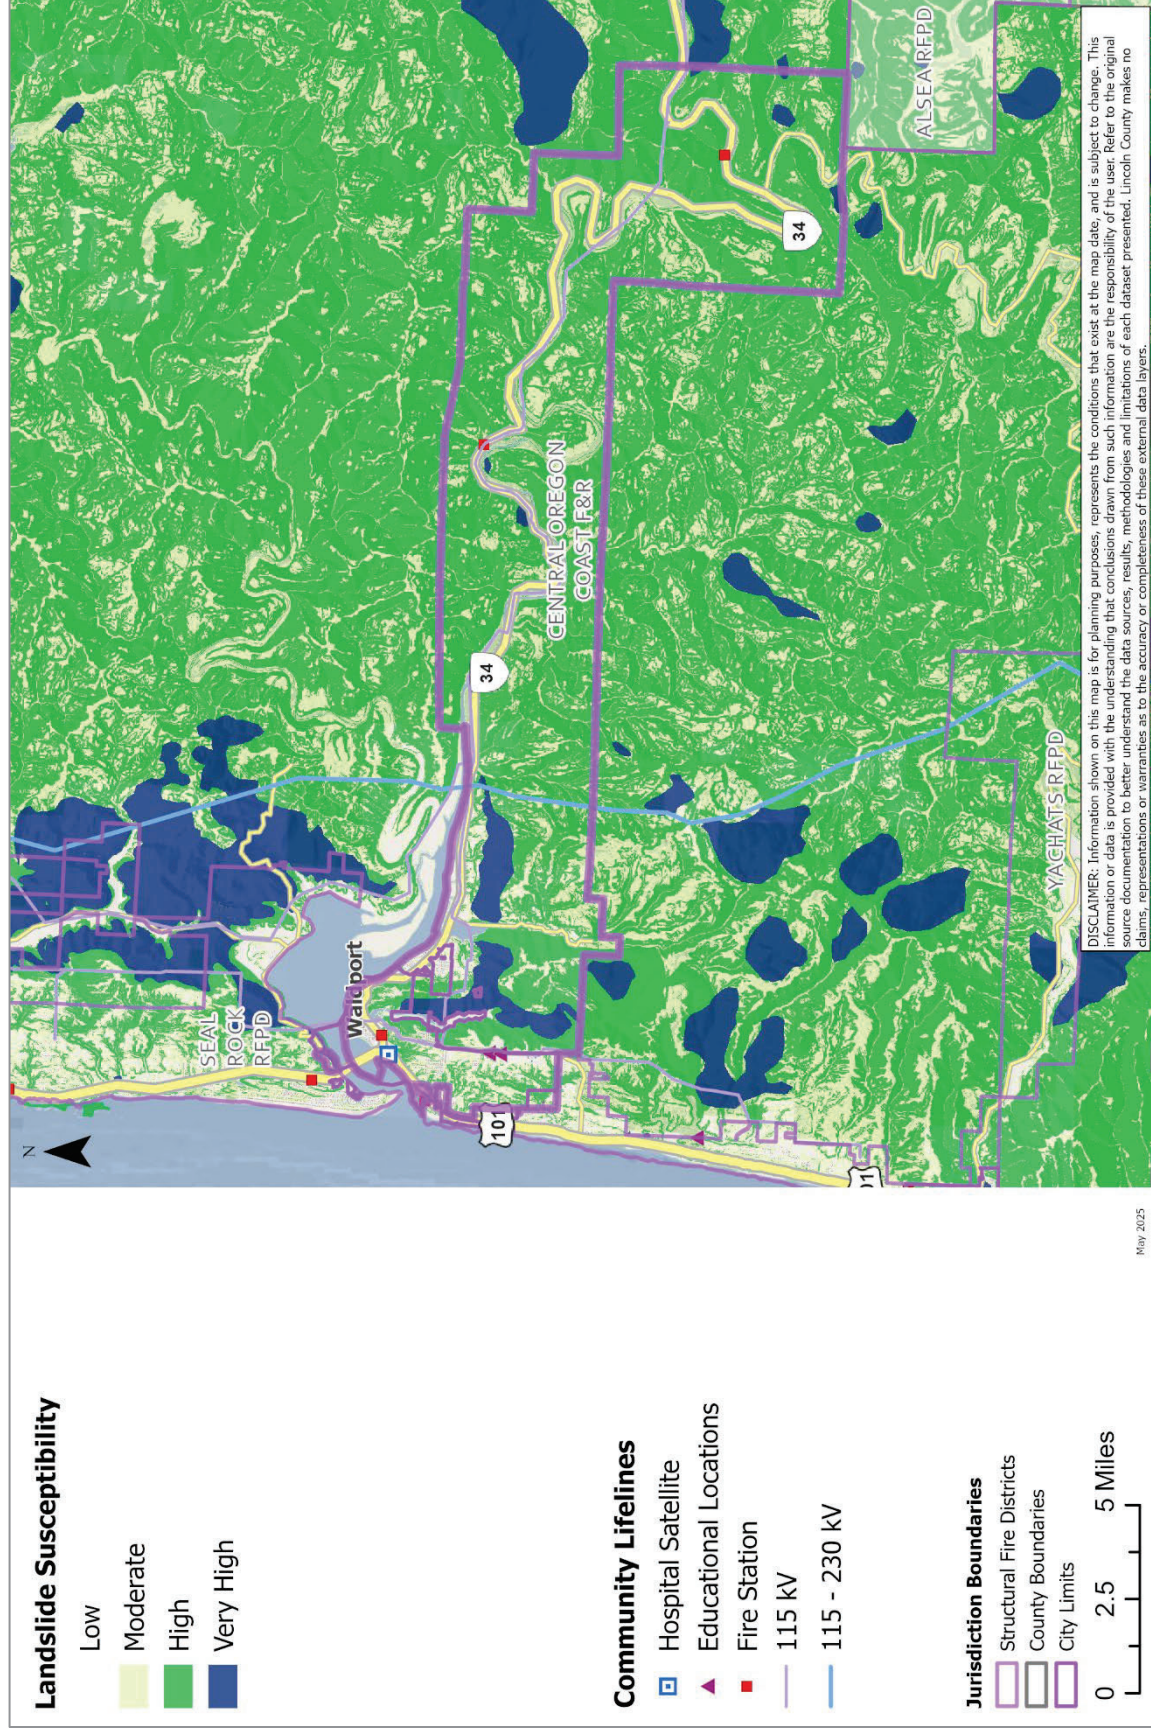 Landslide Susceptibility
Low
Moderate
High
Very High
Community Lifelines
Hospital Satellite
Educational Locations
Fire Station
115 kV
115 - 230 kV
Jurisdiction Boundaries
Structural Fire Districts
County Boundaries
City Limits
0 2.5 5 Miles
May 2025
N
SEAL
ROCK
RFPD
Waldport
101
34
CENTRAL OREGON
COAST F&R
34
ALSEA RFPD
YACHATS RFPD
DISCLAIMER: Information shown on this map is for planning purposes, represents the conditions that exist at the map date, and is subject to change. This
information or data is provided with the understanding that conclusions drawn from such information are the responsibility of the user. Refer to the original
source documentation to better understand the data sources, results, methodologies and limitations of each dataset presented. Lincoln County makes no
claims, representations or warranties as to the accuracy or completeness of these external data layers.